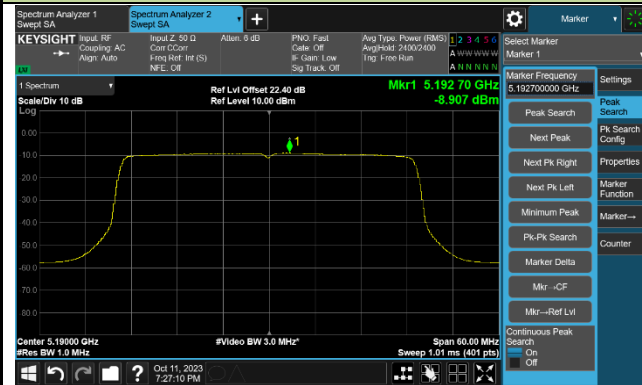 Spectrum Analyzer 1
Swept SA
Spectrum Analyzer 2
Swept SA
+
Marker
KEYSIGHT
Input: RF
Coupling: AC
Align: Auto
Input Z: 50 Ω
Corr CCorr
Freq Ref: Int (S)
NFE: Off
Atten: 6 dB
PNO: Fast
Gate: Off
IF Gain: Low
Sig Track: Off
Avg Type: Power (RMS)
Avg|Hold: 2400/2400
Trig: Free Run
1 2 3 4 5 6
A W W W W W
A N N N N N
Select Marker
Marker 1
1 Spectrum
Scale/Div 10 dB
Log
Ref Lvl Offset 22.40 dB
Ref Level 10.00 dBm
Mkr1 5.192 70 GHz
-8.907 dBm
1
0.00
-10.0
-20.0
-30.0
-40.0
-50.0
-60.0
-70.0
-80.0
Center 5.19000 GHz
#Res BW 1.0 MHz
#Video BW 3.0 MHz*
Span 60.00 MHz
Sweep 1.01 ms (401 pts)
Marker Frequency
5.192700000 GHz
Peak Search
Next Peak
Next Pk Right
Next Pk Left
Minimum Peak
Pk-Pk Search
Marker Delta
Mkr→CF
Mkr→Ref Lvl
Continuous Peak
Search
On
Off
Settings
Peak
Search
Pk Search
Config
Properties
Marker
Function
Marker→
Counter
?
Oct 11, 2023
7:27:10 PM